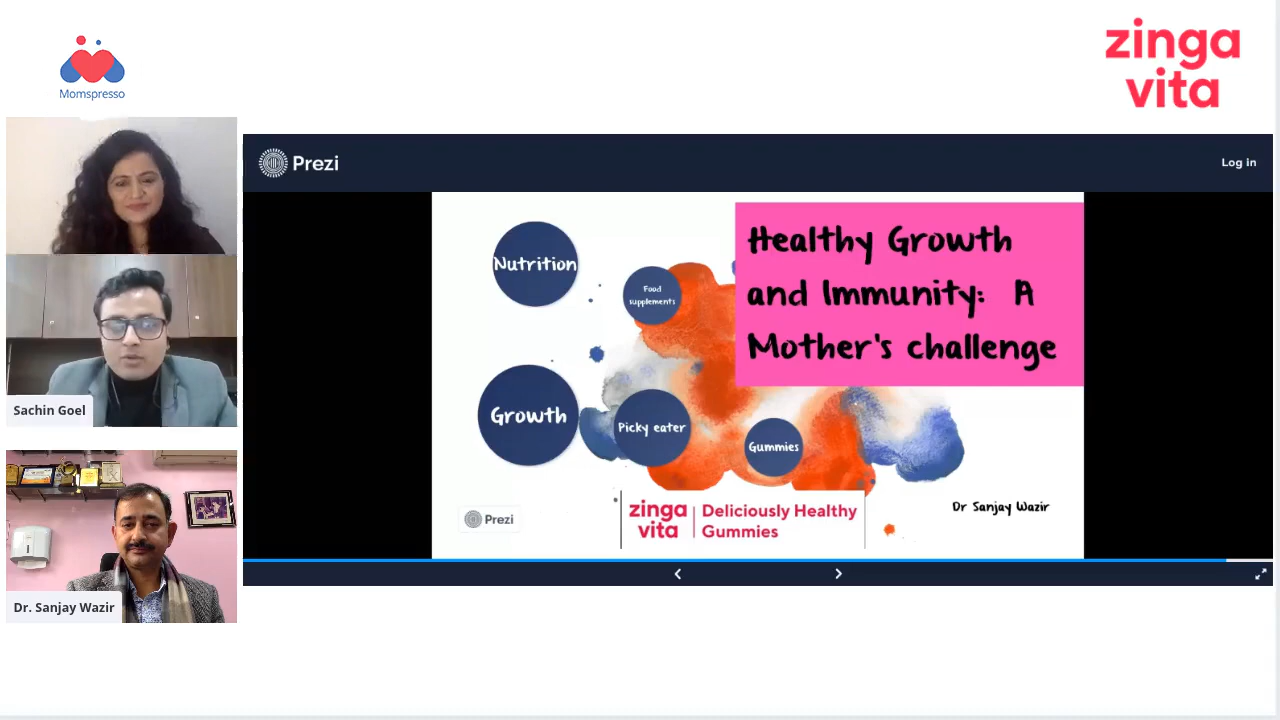 Momspresso
zinga
vita
Prezi
Log in
Nutrition
Food
supplements
Healthy Growth
and Immunity: A
Mother's challenge
Growth
Picky eater
Gummies
Sachin Goel
Prezi
zinga
vita
Deliciously Healthy
Gummies
Dr Sanjay Wazir
Dr. Sanjay Wazir